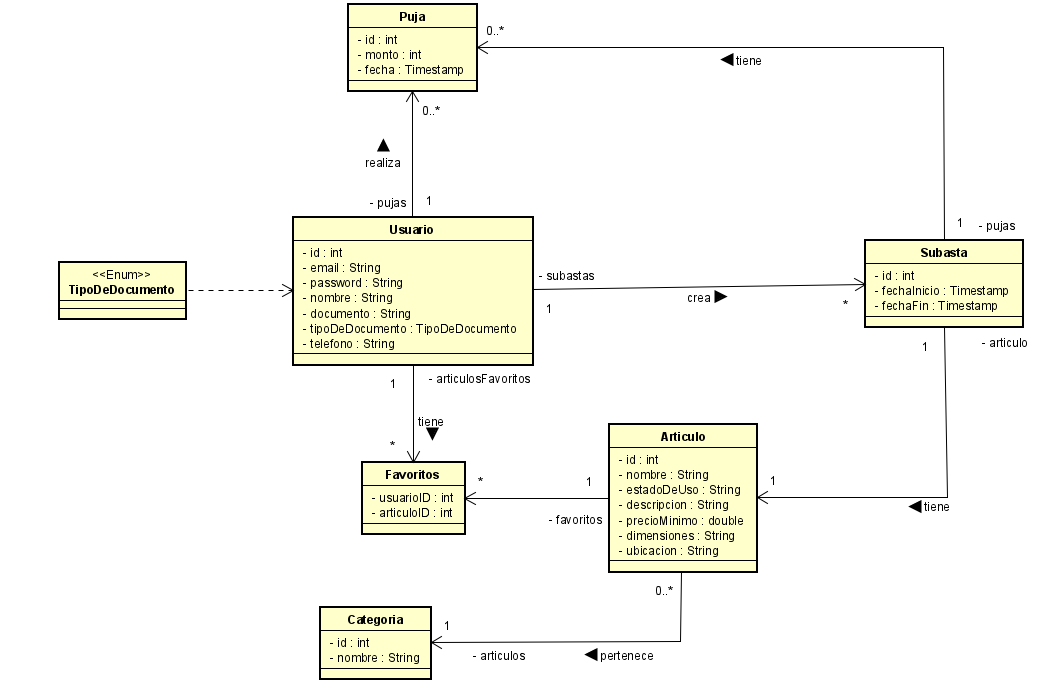 Puja
- id : int
- monto : int
- fecha : Timestamp
0..*
tiene
0..*
realiza
- pujas
1
Usuario
- id : int
- email : String
- password : String
- nombre : String
- documento : String
- tipoDeDocumento : TipoDeDocumento
- telefono : String
<<Enum>>
TipoDeDocumento
- subastas
1
crea
*
1
- pujas
Subasta
- id : int
- fechaInicio : Timestamp
- fechaFin : Timestamp
1
- articulo
1
- articulosFavoritos
tiene
*
Favoritos
- usuarioID : int
- articuloID : int
*
1
- favoritos
Articulo
- id : int
- nombre : String
- estadoDeUso : String
- descripcion : String
- precioMinimo : double
- dimensiones : String
- ubicacion : String
1
tiene
0..*
Categoria
- id : int
- nombre : String
1
- articulos
pertenece